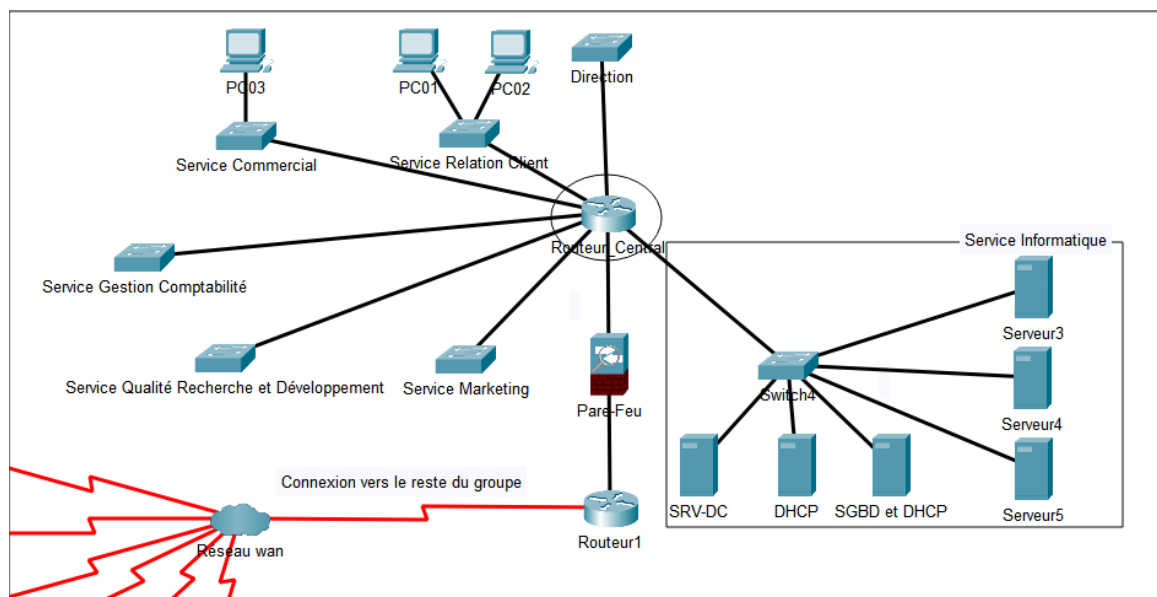 PC03
PC01
PC02
Direction
Service Commercial
Service Relation Client
Routeur_Central
Service Informatique
Service Gestion Comptabilité
Serveur3
Service Qualité Recherche et Développement
Service Marketing
Pare-Feu
Switch4
Serveur4
Connexion vers le reste du groupe
SRV-DC
DHCP
SGBD et DHCP
Serveur5
Réseau wan
Routeur1